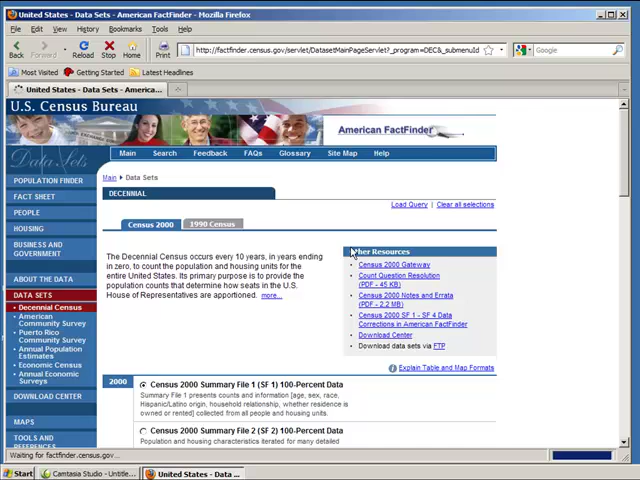 United States - Data Sets - American FactFinder - Mozilla Firefox
File Edit View History Bookmarks Tools Help
Back Forward Reload Stop Home Print
http://factfinder.census.gov/servlet/DatasetMainPageServlet?_program=DEC&_submenuId
Google
Most Visited Getting Started Latest Headlines
United States - Data Sets - America...
U.S. Census Bureau
American FactFinder
Data Sets
Main Search Feedback FAQs Glossary Site Map Help
POPULATION FINDER
FACT SHEET
PEOPLE
HOUSING
BUSINESS AND
GOVERNMENT
ABOUT THE DATA
DATA SETS
• Decennial Census
• American
Community Survey
• Puerto Rico
Community Survey
• Annual Population
Estimates
• Economic Census
• Annual Economic
Surveys
DOWNLOAD CENTER
MAPS
TOOLS AND
REFERENCES
Main Data Sets
DECENNIAL
Load Query | Clear all selections
Census 2000 1990 Census
The Decennial Census occurs every 10 years, in years ending
in zero, to count the population and housing units for the
entire United States. Its primary purpose is to provide the
population counts that determine how seats in the U.S.
House of Representatives are apportioned. more...
Other Resources
Census 2000 Gateway
Count Question Resolution
(PDF - 45 KB)
Census 2000 Notes and Errata
(PDF - 2.2 MB)
Census 2000 SF 1 - SF 4 Data
Corrections in American FactFinder
Download Center
Download data sets via FTP
Explain Table and Map Formats
2000
Census 2000 Summary File 1 (SF 1) 100-Percent Data
Summary File 1 presents counts and information (age, sex, race,
Hispanic/Latino origin, household relationship, whether residence is
owned or rented) collected from all people and housing units.
Census 2000 Summary File 2 (SF 2) 100-Percent Data
Population and housing characteristics iterated for many detailed
Waiting for factfinder.census.gov...
Start Camtasia Studio - Untitle... United States - Data ...